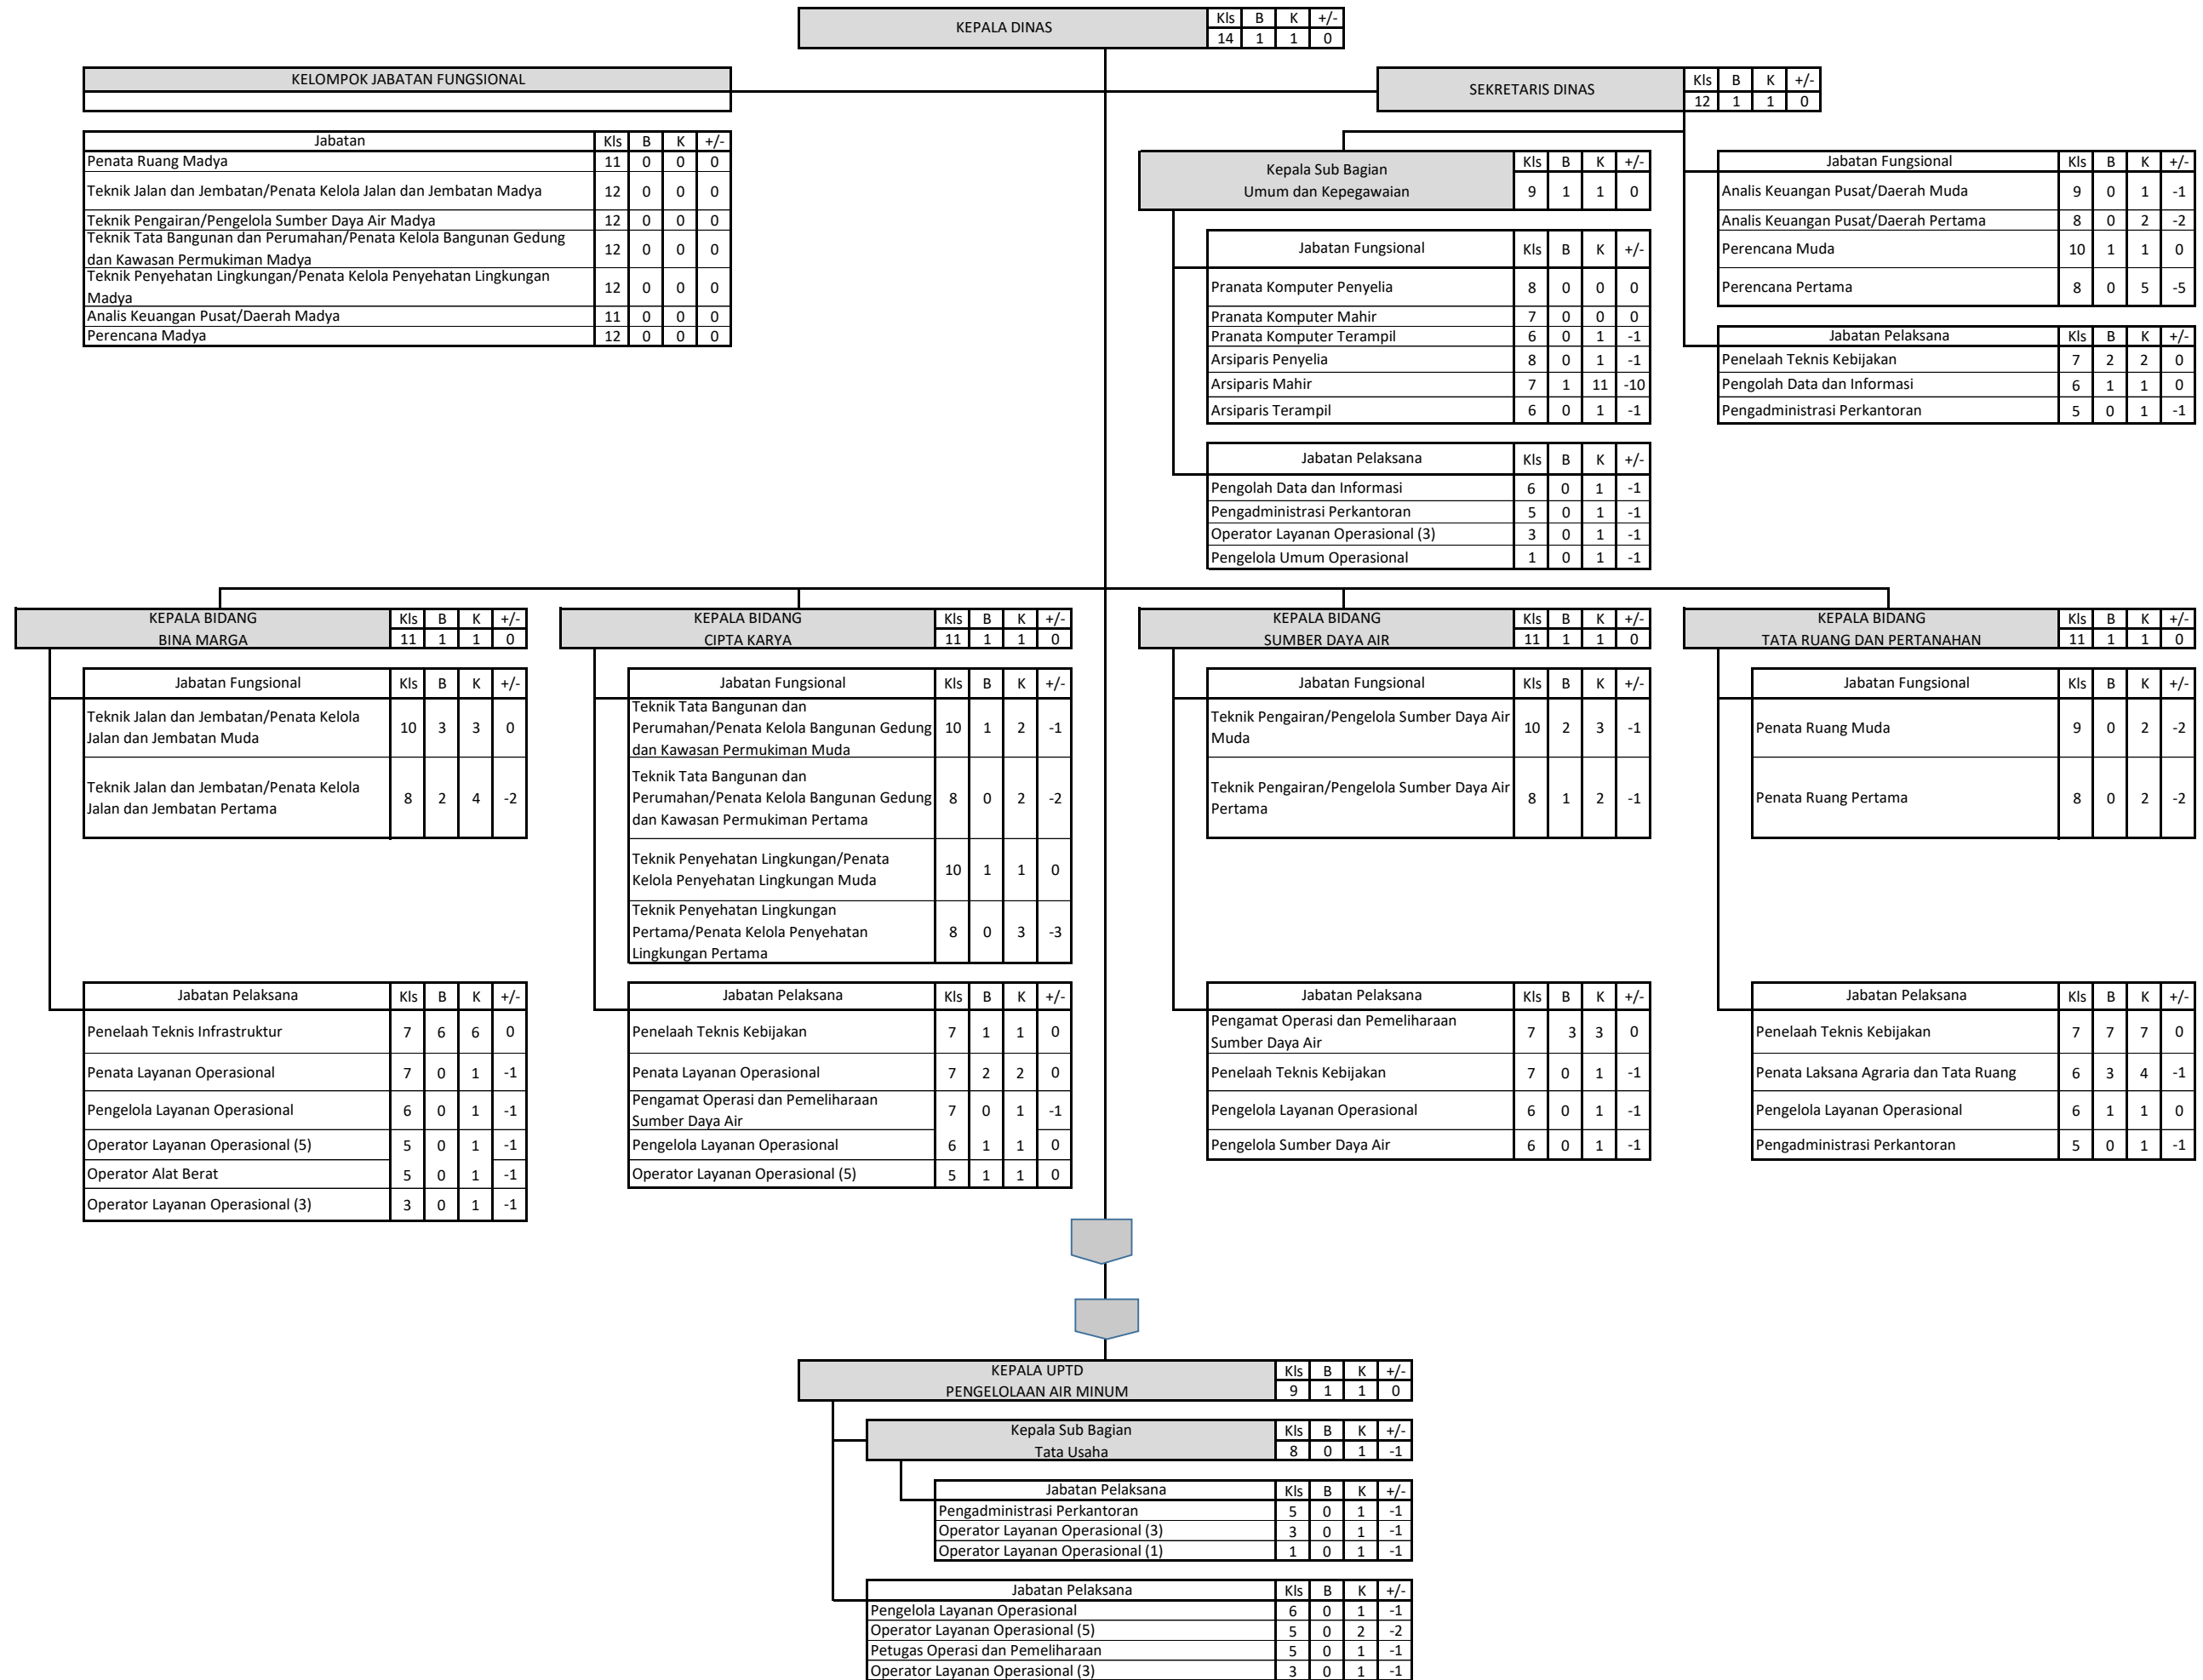 KEPALA DINAS Kls B K +/-
14 1 1 0
KELOMPOK JABATAN FUNGSIONAL
SEKRETARIS DINAS Kls B K +/-
12 1 1 0
Jabatan Kls B K +/-
Penata Ruang Madya 11 0 0 0
Teknik Jalan dan Jembatan/Penata Kelola Jalan dan Jembatan Madya 12 0 0 0
Teknik Pengairan/Pengelola Sumber Daya Air Madya 12 0 0 0
Teknik Tata Bangunan dan Perumahan/Penata Kelola Bangunan Gedung
dan Kawasan Permukiman Madya 12 0 0 0
Teknik Penyehatan Lingkungan/Penata Kelola Penyehatan Lingkungan
Madya 12 0 0 0
Analis Keuangan Pusat/Daerah Madya 11 0 0 0
Perencana Madya 12 0 0 0
Kepala Sub Bagian Kls B K +/-
Umum dan Kepegawaian 9 1 1 0
Jabatan Fungsional Kls B K +/-
Pranata Komputer Penyelia 8 0 0 0
Pranata Komputer Mahir 7 0 0 0
Pranata Komputer Terampil 6 0 1 -1
Arsiparis Penyelia 8 0 1 -1
Arsiparis Mahir 7 1 11 -10
Arsiparis Terampil 6 0 1 -1
Jabatan Pelaksana Kls B K +/-
Pengolah Data dan Informasi 6 0 1 -1
Pengadministrasi Perkantoran 5 0 1 -1
Operator Layanan Operasional (3) 3 0 1 -1
Pengelola Umum Operasional 1 0 1 -1
Jabatan Fungsional Kls B K +/-
Analis Keuangan Pusat/Daerah Muda 9 0 1 -1
Analis Keuangan Pusat/Daerah Pertama 8 0 2 -2
Perencana Muda 10 1 1 0
Perencana Pertama 8 0 5 -5
Jabatan Pelaksana Kls B K +/-
Penelaah Teknis Kebijakan 7 2 2 0
Pengolah Data dan Informasi 6 1 1 0
Pengadministrasi Perkantoran 5 0 1 -1
KEPALA BIDANG Kls B K +/-
BINA MARGA 11 1 1 0
Jabatan Fungsional Kls B K +/-
Teknik Jalan dan Jembatan/Penata Kelola
Jalan dan Jembatan Muda 10 3 3 0
Teknik Jalan dan Jembatan/Penata Kelola
Jalan dan Jembatan Pertama 8 2 4 -2
Jabatan Pelaksana Kls B K +/-
Penelaah Teknis Infrastruktur 7 6 6 0
Penata Layanan Operasional 7 0 1 -1
Pengelola Layanan Operasional 6 0 1 -1
Operator Layanan Operasional (5) 5 0 1 -1
Operator Alat Berat 5 0 1 -1
Operator Layanan Operasional (3) 3 0 1 -1
KEPALA BIDANG Kls B K +/-
CIPTA KARYA 11 1 1 0
Jabatan Fungsional Kls B K +/-
Teknik Tata Bangunan dan
Perumahan/Penata Kelola Bangunan Gedung 10 1 2 -1
dan Kawasan Permukiman Muda
Teknik Tata Bangunan dan
Perumahan/Penata Kelola Bangunan Gedung 8 0 2 -2
dan Kawasan Permukiman Pertama
Teknik Penyehatan Lingkungan/Penata
Kelola Penyehatan Lingkungan Muda 10 1 1 0
Teknik Penyehatan Lingkungan
Pertama/Penata Kelola Penyehatan 8 0 3 -3
Lingkungan Pertama
Jabatan Pelaksana Kls B K +/-
Penelaah Teknis Kebijakan 7 1 1 0
Penata Layanan Operasional 7 2 2 0
Pengamat Operasi dan Pemeliharaan
Sumber Daya Air 7 0 1 -1
Pengelola Layanan Operasional 6 1 1 0
Operator Layanan Operasional (5) 5 1 1 0
KEPALA BIDANG Kls B K +/-
SUMBER DAYA AIR 11 1 1 0
Jabatan Fungsional Kls B K +/-
Teknik Pengairan/Pengelola Sumber Daya Air
Muda 10 2 3 -1
Teknik Pengairan/Pengelola Sumber Daya Air
Pertama 8 1 2 -1
Jabatan Pelaksana Kls B K +/-
Pengamat Operasi dan Pemeliharaan
Sumber Daya Air 7 3 3 0
Penelaah Teknis Kebijakan 7 0 1 -1
Pengelola Layanan Operasional 6 0 1 -1
Pengelola Sumber Daya Air 6 0 1 -1
KEPALA BIDANG Kls B K +/-
TATA RUANG DAN PERTANAHAN 11 1 1 0
Jabatan Fungsional Kls B K +/-
Penata Ruang Muda 9 0 2 -2
Penata Ruang Pertama 8 0 2 -2
Jabatan Pelaksana Kls B K +/-
Penelaah Teknis Kebijakan 7 7 7 0
Penata Laksana Agraria dan Tata Ruang 6 3 4 -1
Pengelola Layanan Operasional 6 1 1 0
Pengadministrasi Perkantoran 5 0 1 -1
KEPALA UPTD Kls B K +/-
PENGELOLAAN AIR MINUM 9 1 1 0
Kepala Sub Bagian Kls B K +/-
Tata Usaha 8 0 1 -1
Jabatan Pelaksana Kls B K +/-
Pengadministrasi Perkantoran 5 0 1 -1
Operator Layanan Operasional (3) 3 0 1 -1
Operator Layanan Operasional (1) 1 0 1 -1
Jabatan Pelaksana Kls B K +/-
Pengelola Layanan Operasional 6 0 1 -1
Operator Layanan Operasional (5) 5 0 2 -2
Petugas Operasi dan Pemeliharaan 5 0 1 -1
Operator Layanan Operasional (3) 3 0 1 -1